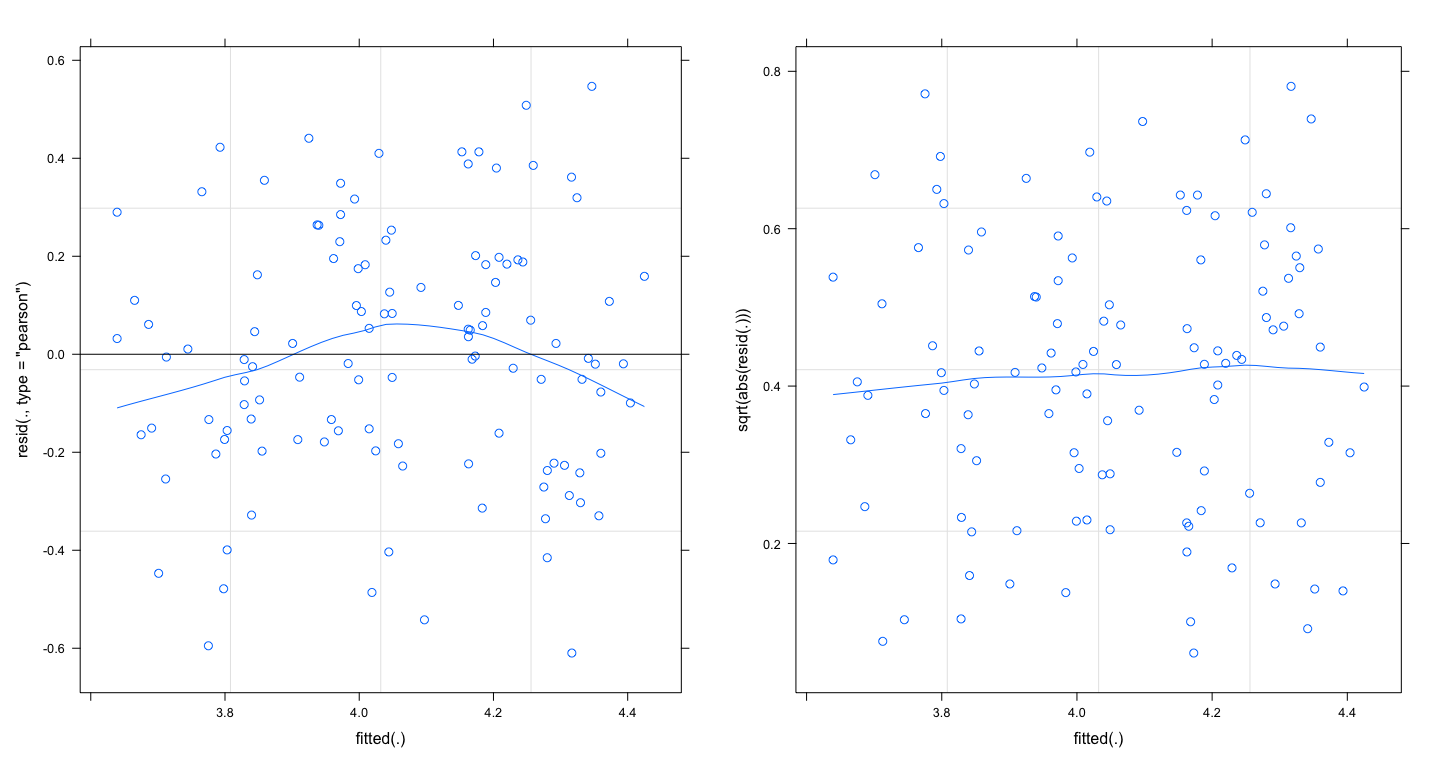 resid(., type = "pearson")
0.6
0.4
0.2
0.0
-0.2
-0.4
-0.6
3.8 4.0 4.2 4.4
fitted(.)
sqrt(abs(resid(.)))
0.8
0.6
0.4
0.2
3.8 4.0 4.2 4.4
fitted(.)